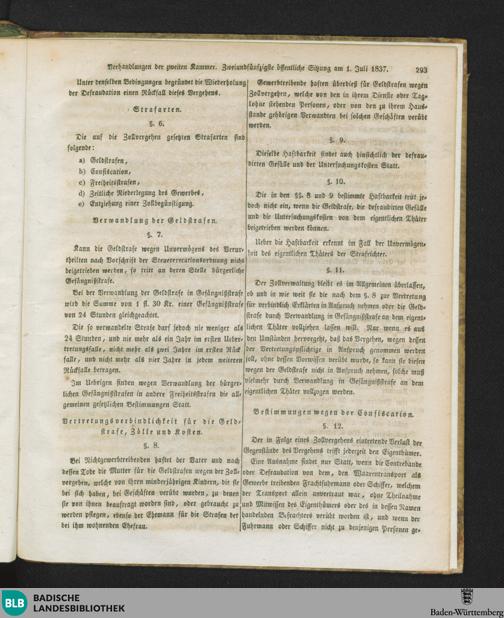 Verhandlungen der zweiten Kammer. Zweiundfünfzigste öffentliche Sitzung am 1. Juli 1837. 293
Unter denselben Bedingungen begründet die Wiederholung
der Defraudation einen Rückfall dieses Vergehens.
Strafarten.
§. 6.
Die auf die Zollvergehen gesetzten Strafarten sind
folgende:
a) Geldstrafen,
b) Confiscation,
c) Freiheitsstrafen,
d) Zeitliche Niederlegung des Gewerbes,
e) Entziehung einer Zollbegünstigung.
Verwandlung der Geldstrafen.
§. 7.
Kann die Geldstrafe wegen Unvermögens des Verur-
theilten nach Vorschrift der Steuerexecutionsordnung nicht
beigetrieben werden, so tritt an deren Stelle bürgerliche
Gefängnißstrafe.
Bei der Verwandlung der Geldstrafe in Gefängnißstrafe
wird die Summe von 1 fl. 30 kr. einer Gefängnißstrafe
von 24 Stunden gleichgeachtet.
Die so verwandelte Strafe darf jedoch nie weniger als
24 Stunden, und nie mehr als ein Jahr im ersten Ueber-
tretungsfalle, nicht mehr als zwei Jahre im ersten Rück-
falle, und nicht mehr als vier Jahre in jedem weiteren
Rückfalle betragen.
Im Uebrigen finden wegen Verwandlung der bürger-
lichen Gefängnißstrafen in andere Freiheitsstrafen die all-
gemeinen gesetzlichen Bestimmungen Statt.
Vertretungsverbindlichkeit für die Geld-
strafe, Zölle und Kosten.
§. 8.
Bei Nichtgewerbtreibenden haftet der Vater und nach
dessen Tode die Mutter für die Geldstrafen wegen der Zoll-
vergehen, welche von ihren minderjährigen Kindern, die sie
bei sich haben, bei Geschäften verübt wurden, zu denen
sie von ihnen beauftragt worden sind, oder gebraucht zu
werden pflegen, ebenso der Ehemann für die Strafen der
bei ihm wohnenden Ehefrau.
Gewerbtreibende haften überdieß für Geldstrafen wegen
Zollvergehen, welche von den in ihrem Dienste oder Tag-
lohne stehenden Personen, oder von den zu ihrem Haus-
stande gehörigen Verwandten bei solchen Geschäften verübt
werden.
§. 9.
Dieselbe Haftbarkeit findet auch hinsichtlich der defrau-
dirten Gefälle und der Untersuchungskosten Statt.
§. 10.
Die in den §§. 8 und 9 bestimmte Haftbarkeit tritt je-
doch nicht ein, wenn die Geldstrafe, die defraudirten Gefälle
und die Untersuchungskosten von dem eigentlichen Thäter
beigetrieben werden können.
Ueber die Haftbarkeit erkennt im Fall der Unvermögen-
heit des eigentlichen Thäters der Strafrichter.
§. 11.
Der Zollverwaltung bleibt es im Allgemeinen überlassen,
ob und in wie weit sie die nach dem §. 8 zur Vertretung
für verbindlich Erklärten in Anspruch nehmen oder die Geld-
strafe durch Verwandlung in Gefängnißstrafe an dem eigent-
lichen Thäter vollziehen lassen will. Nur wenn es aus
den Umständen hervorgeht, daß das Vergehen, wegen dessen
der Vertretungspflichtige in Anspruch genommen werden
soll, ohne dessen Vorwissen verübt wurde, so kann sie diesen
wegen der Geldstrafe nicht in Anspruch nehmen, solche muß
vielmehr durch Verwandlung in Gefängnißstrafe an dem
eigentlichen Thäter vollzogen werden.
Bestimmungen wegen der Confiscation.
§. 12.
Der in Folge eines Zollvergehens eintretende Verlust der
Gegenstände des Vergehens trifft jederzeit den Eigenthümer.
Eine Ausnahme findet nur Statt, wenn die Contrebande
oder Defraudation von dem, den Waarentransport als
Gewerbe treibenden Frachtfuhrmann oder Schiffer, welchem
der Transport allein anvertraut war, ohne Theilnahme
und Mitwissen des Eigenthümers oder des in dessen Namen
handelnden Befrachters verübt worden ist, und wenn der
Fuhrmann oder Schiffer nicht zu denjenigen Personen ge-
BLB BADISCHE
LANDESBIBLIOTHEK
Baden-Württemberg